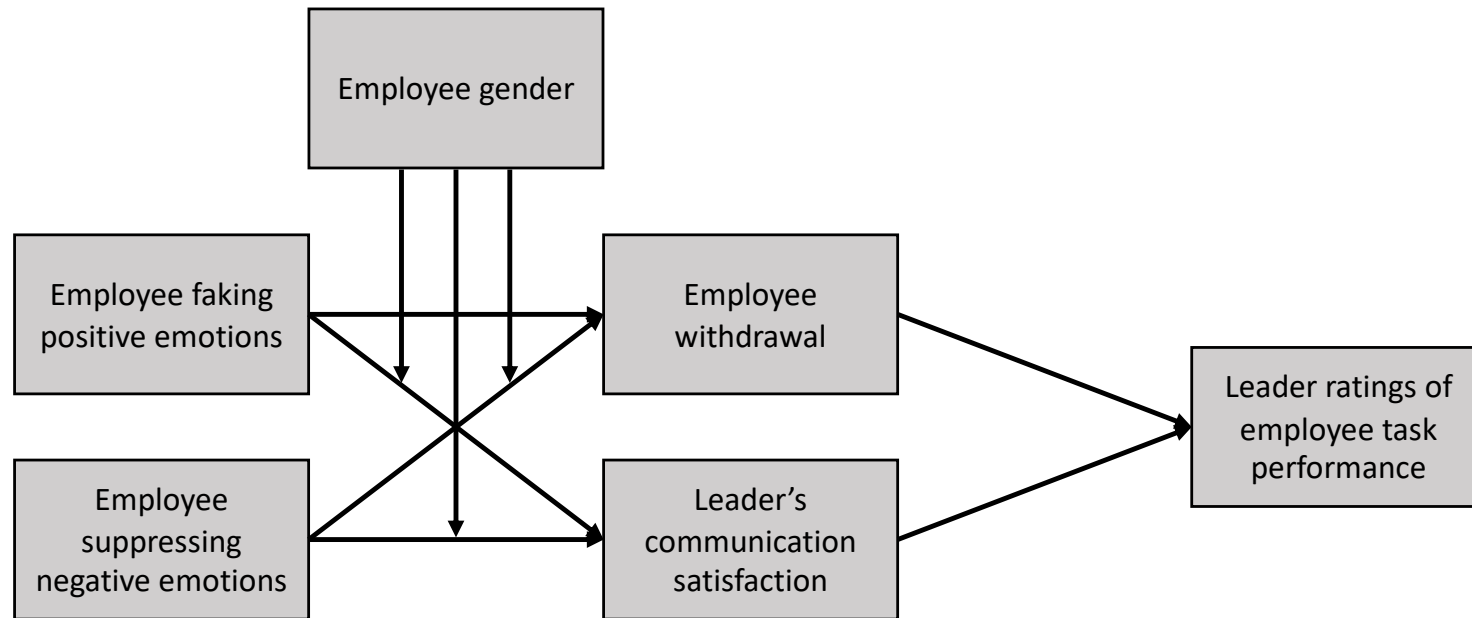 Employee gender
Employee faking
positive emotions
Employee
withdrawal
Employee
suppressing
negative emotions
Leader’s
communication
satisfaction
Leader ratings of
employee task
performance